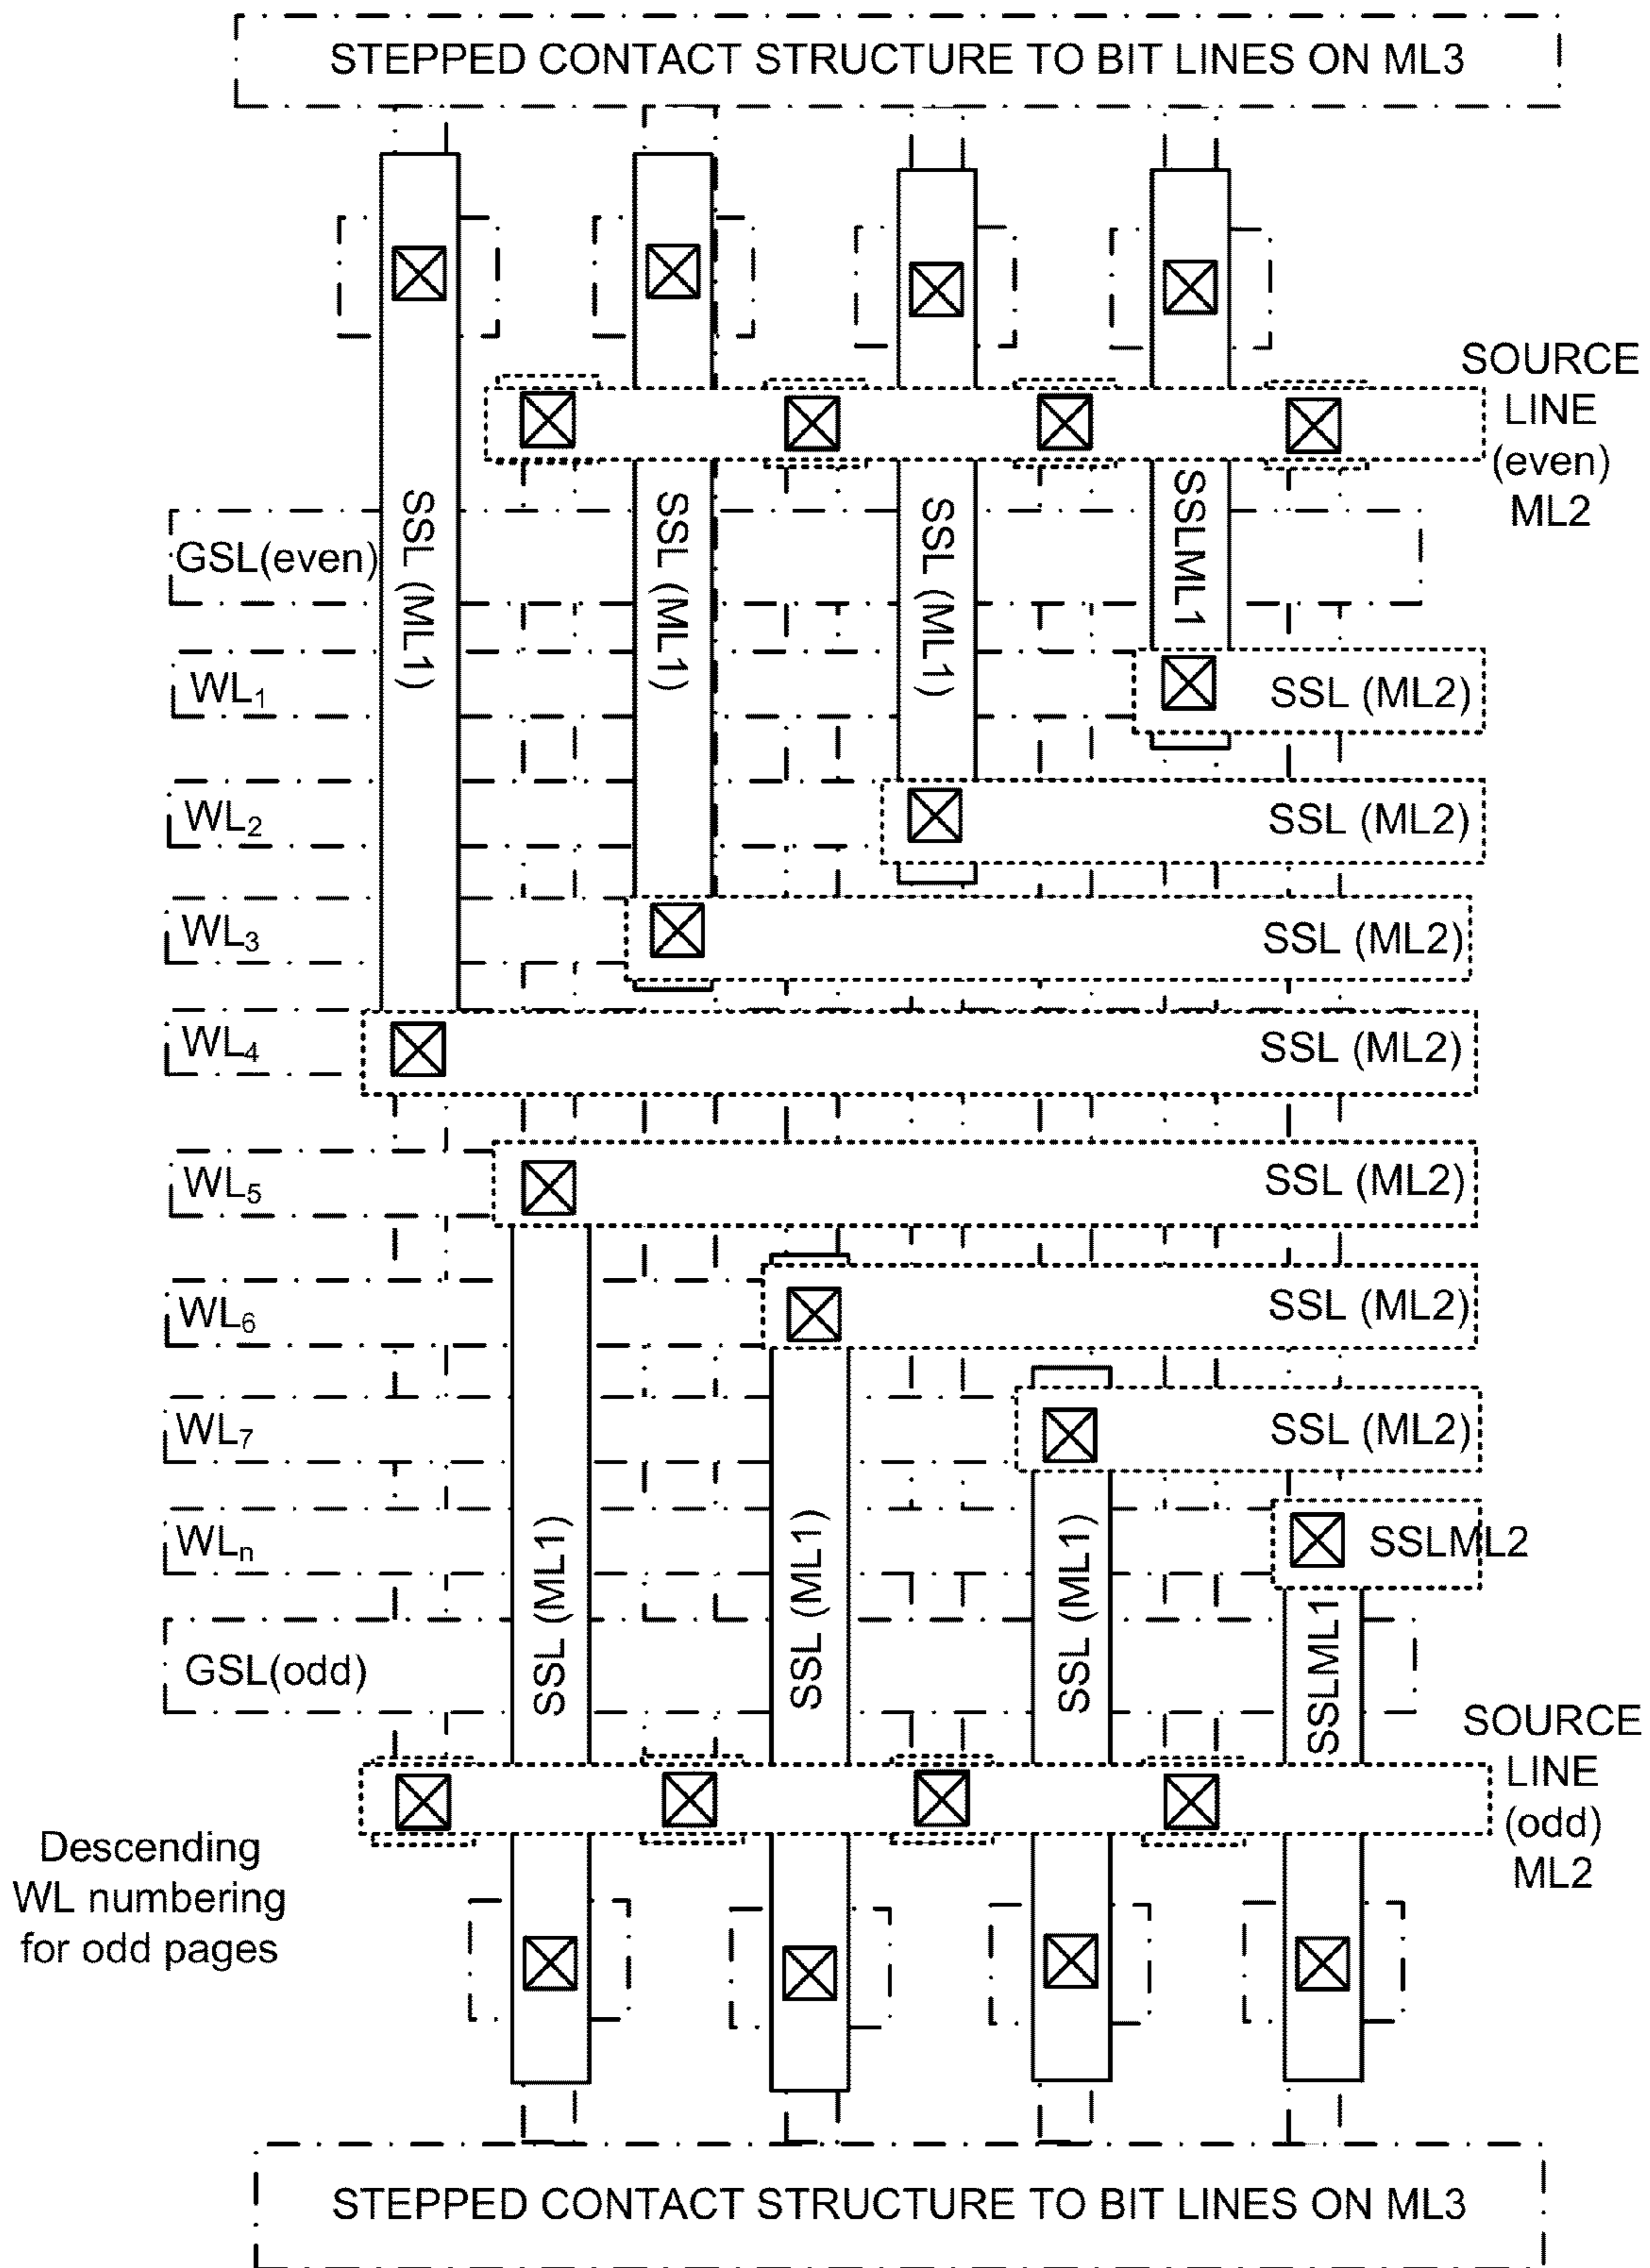 STEPPED CONTACT STRUCTURE TO BIT LINES ON ML3
SOURCE
LINE
(even)
ML2
SSL (ML1)
SSL (ML1)
SSL (ML1)
SSLML1
GSL(even)
WL1
SSL (ML2)
WL2
SSL (ML2)
WL3
SSL (ML2)
WL4
SSL (ML2)
WL5
SSL (ML2)
WL6
SSL (ML2)
WL7
SSL (ML2)
WLn
SSLML2
SSL (ML1)
SSL (ML1)
SSL (ML1)
SSLML1
GSL(odd)
SOURCE
LINE
(odd)
ML2
Descending
WL numbering
for odd pages
STEPPED CONTACT STRUCTURE TO BIT LINES ON ML3